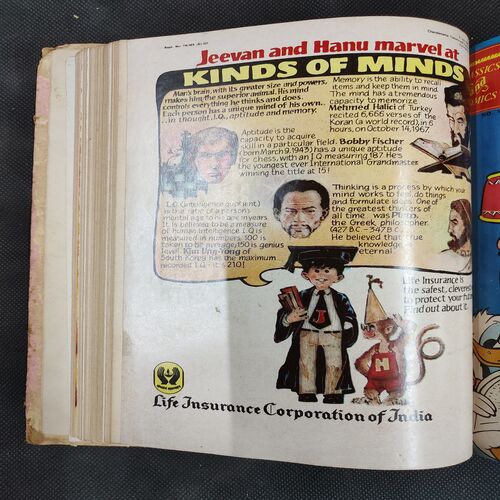 Jeevan and Hanu marvel at
KINDS OF MINDS
Man's brain, with its greater size and powers,
makes him the superior animal. His mind
controls everything he thinks and does.
Each person has a unique mind of his own...
...in thought, I.Q., aptitude and memory.
Memory is the ability to recall
items and keep them in mind.
The mind has a tremendous
capacity to memorize.
Mehmed Halici of Turkey
recited 6,666 verses of the
Koran (a world record), in 6
hours, on October 14, 1967.
Aptitude is the
capacity to acquire
skill in a particular field. Bobby Fischer
(born March 9, 1943) has a unique aptitude
for chess, with an I Q measuring 187. He's
the youngest ever International Grandmaster
winning the title at 15!
I.Q. (intelligence quotient)
is the ratio of a person's
mental age to his age in years.
It is believed to be a measure
of human intelligence. I.Q. is
measured in numbers. 100 is
taken to be average, 150 is genius
level. Kim Ung-Yong of
South Korea has the maximum
recorded I.Q. - it's 210!
Thinking is a process by which your
mind works to feel, do things
and formulate ideas. One of
the greatest thinkers of
all time was Plato,
the Greek philosopher.
(427 B.C. - 347 B.C.)
He believed that true
knowledge is
eternal
Life Insurance is
the safest, cleverest
to protect your
Find out about it.
J
H
Life Insurance Corporation of India
CLASSICS
and
COMICS